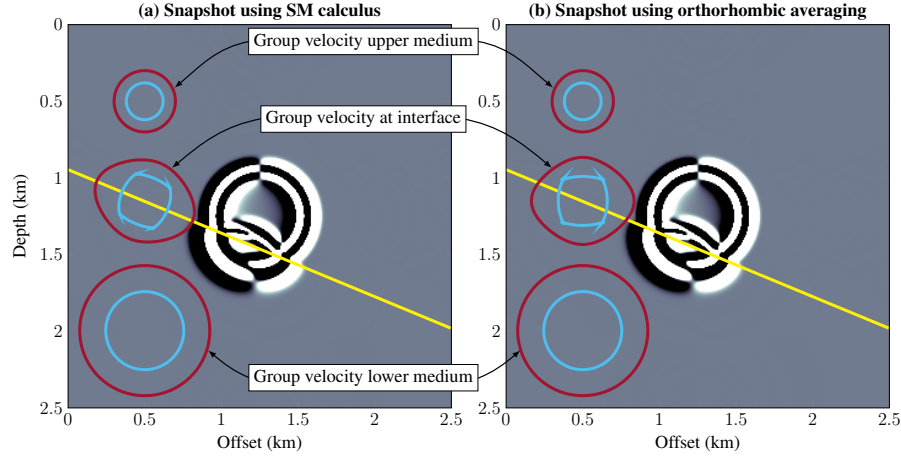 (a) Snapshot using SM calculus
(b) Snapshot using orthorhombic averaging
0
0
Group velocity upper medium
0.5
0.5
Group velocity at interface
1
1
Depth (km)
1.5
1.5
2
2
Group velocity lower medium
2.5
2.5
0 0.5 1 1.5 2 2.5
0 0.5 1 1.5 2 2.5
Offset (km)
Offset (km)